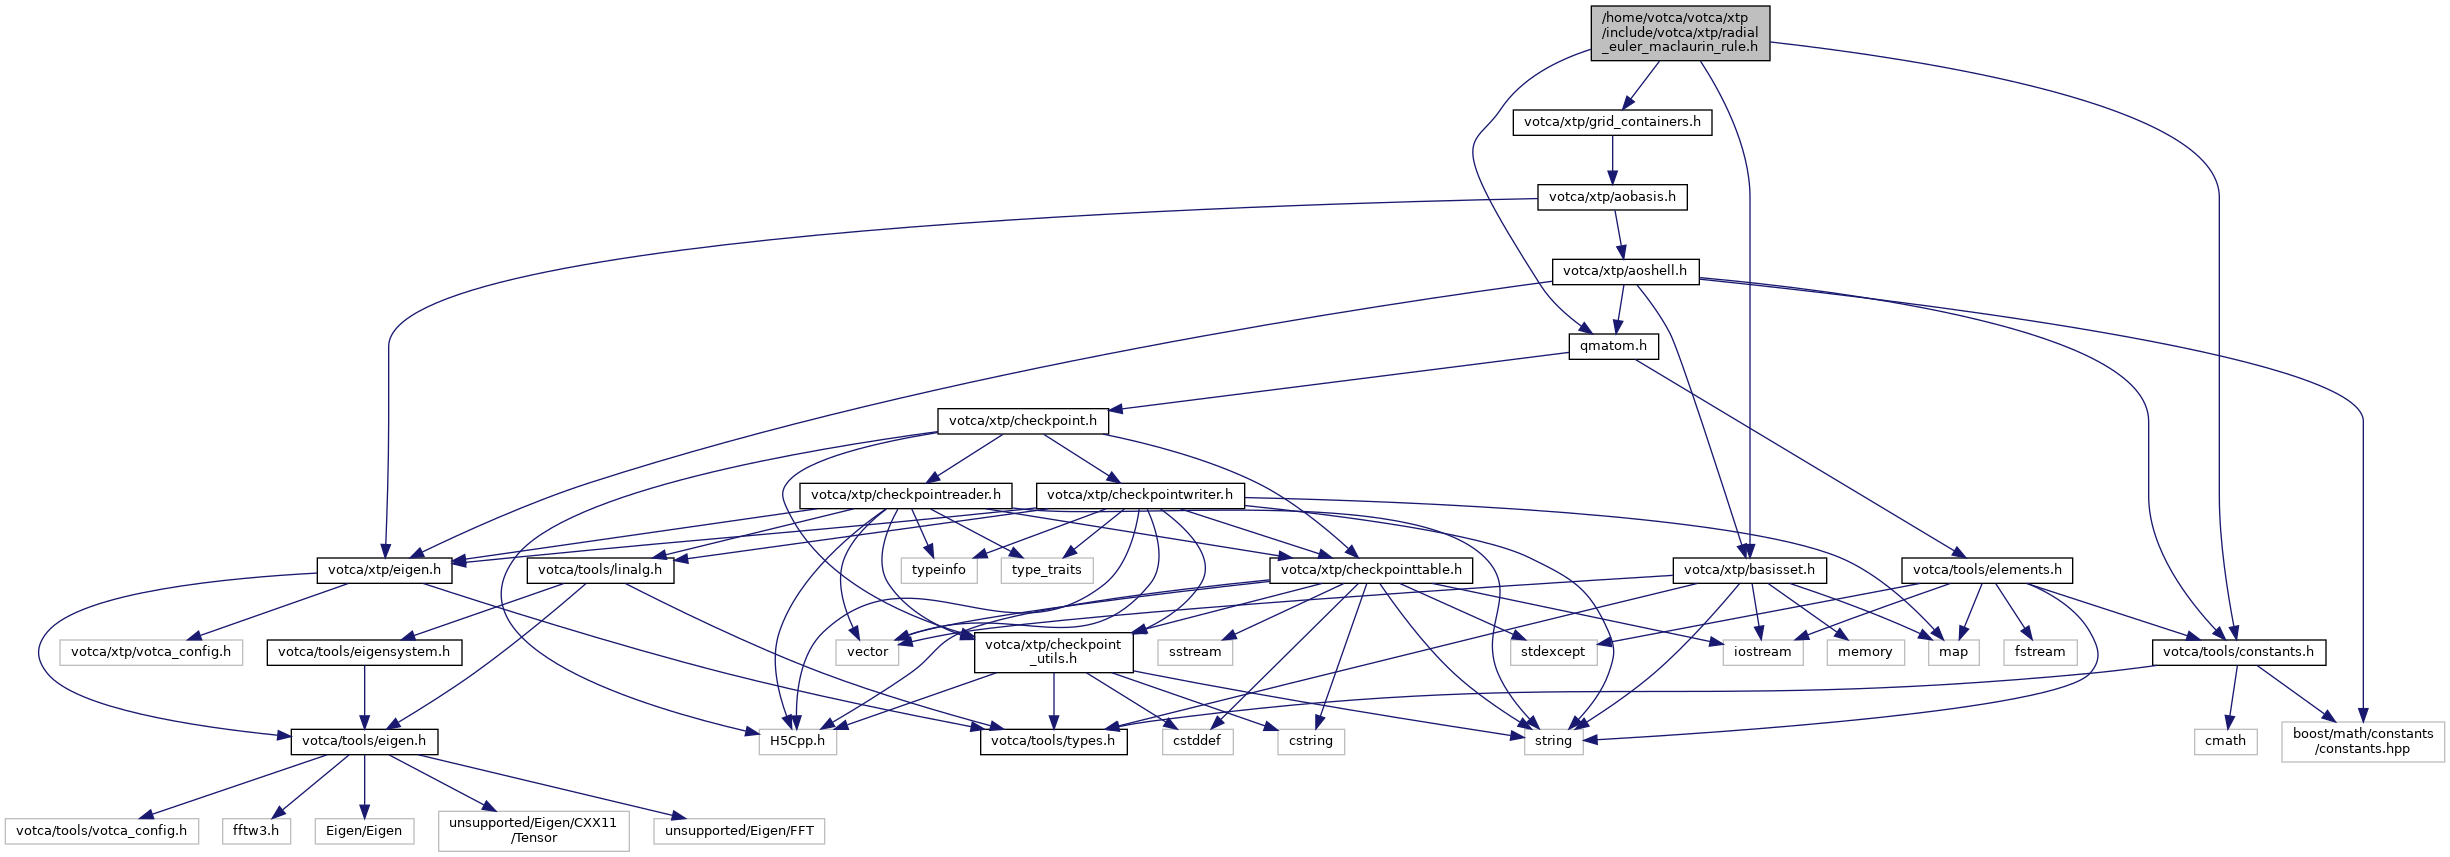 /home/votca/votca/xtp
/include/votca/xtp/radial
_euler_maclaurin_rule.h
votca/xtp/grid_containers.h
votca/xtp/aobasis.h
votca/xtp/aoshell.h
qmatom.h
votca/xtp/checkpoint.h
votca/xtp/checkpointreader.h
votca/xtp/checkpointwriter.h
votca/xtp/eigen.h
votca/tools/linalg.h
typeinfo
type_traits
votca/xtp/checkpointtable.h
votca/xtp/basisset.h
votca/tools/elements.h
votca/xtp/votca_config.h
votca/tools/eigensystem.h
vector
votca/xtp/checkpoint
_utils.h
sstream
stdexcept
iostream
memory
map
fstream
votca/tools/constants.h
votca/tools/eigen.h
H5Cpp.h
votca/tools/types.h
cstddef
cstring
string
cmath
boost/math/constants
/constants.hpp
votca/tools/votca_config.h
fftw3.h
Eigen/Eigen
unsupported/Eigen/CXX11
/Tensor
unsupported/Eigen/FFT